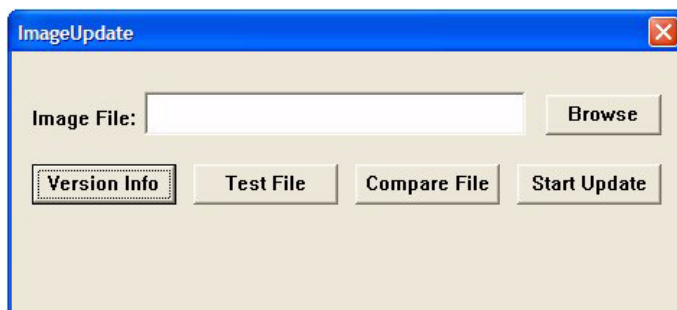 ImageUpdate
Image File:
Browse
Version Info Test File Compare File Start Update